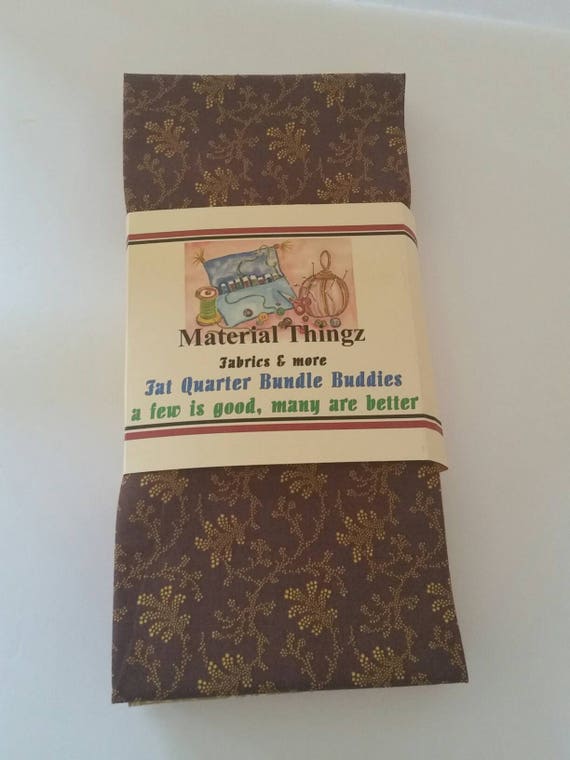 Material Thingz
Fabrics & more
Fat Quarter Bundle Buddies
a few is good, many are better